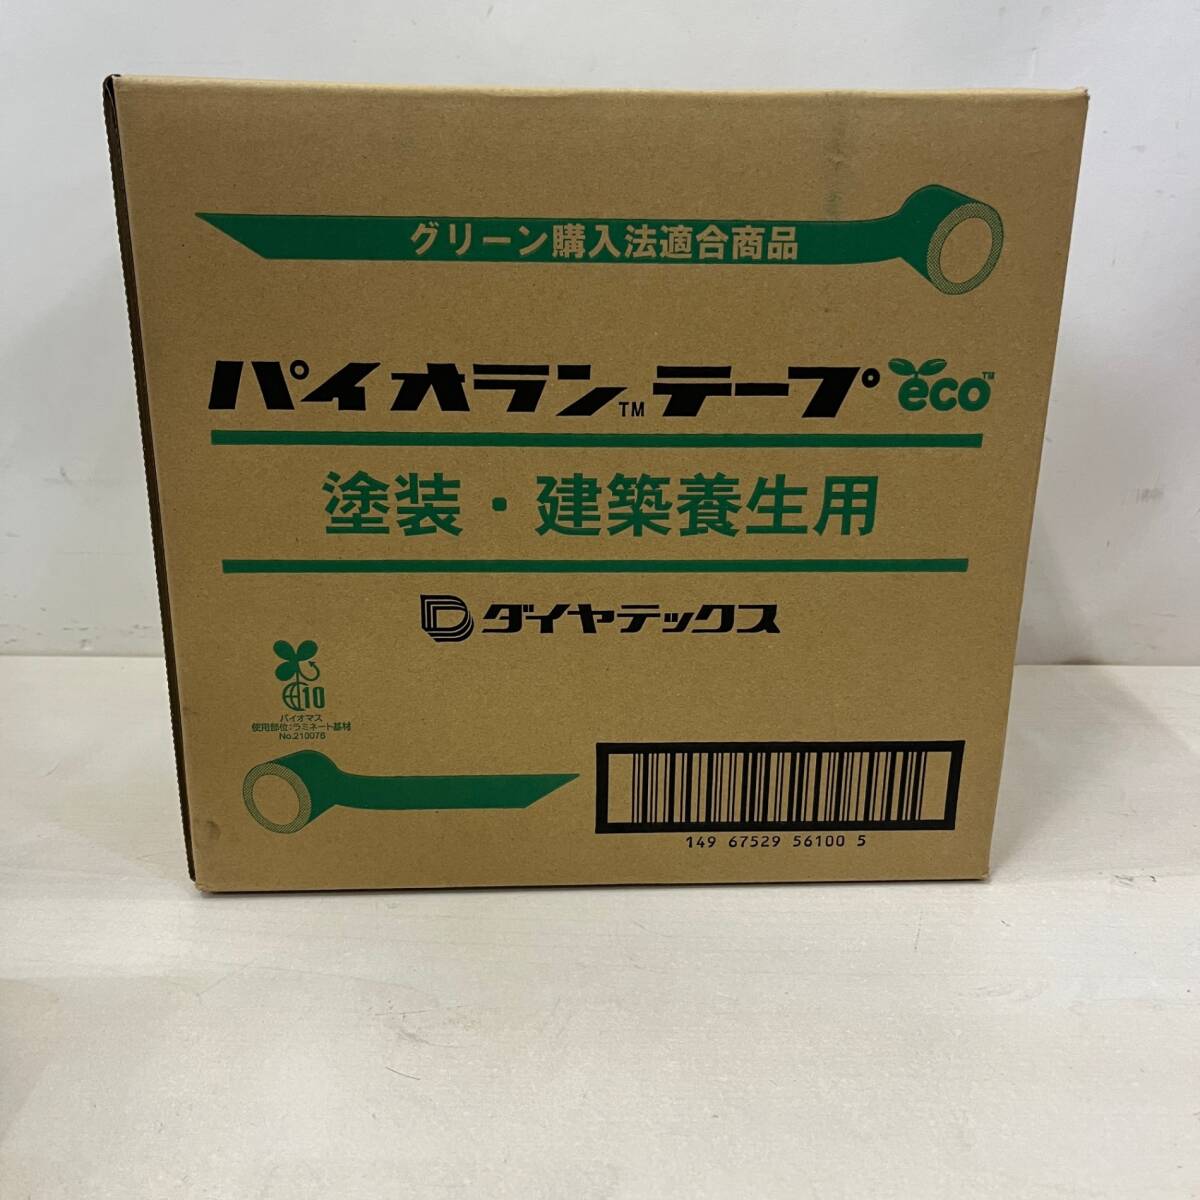 グリーン購入法適合商品
パイオラン™テープ eco™
塗装・建築養生用
ダイヤテックス
10
バイオマス
使用部位:ラミネート基材
No.210076
149 67529 56100 5